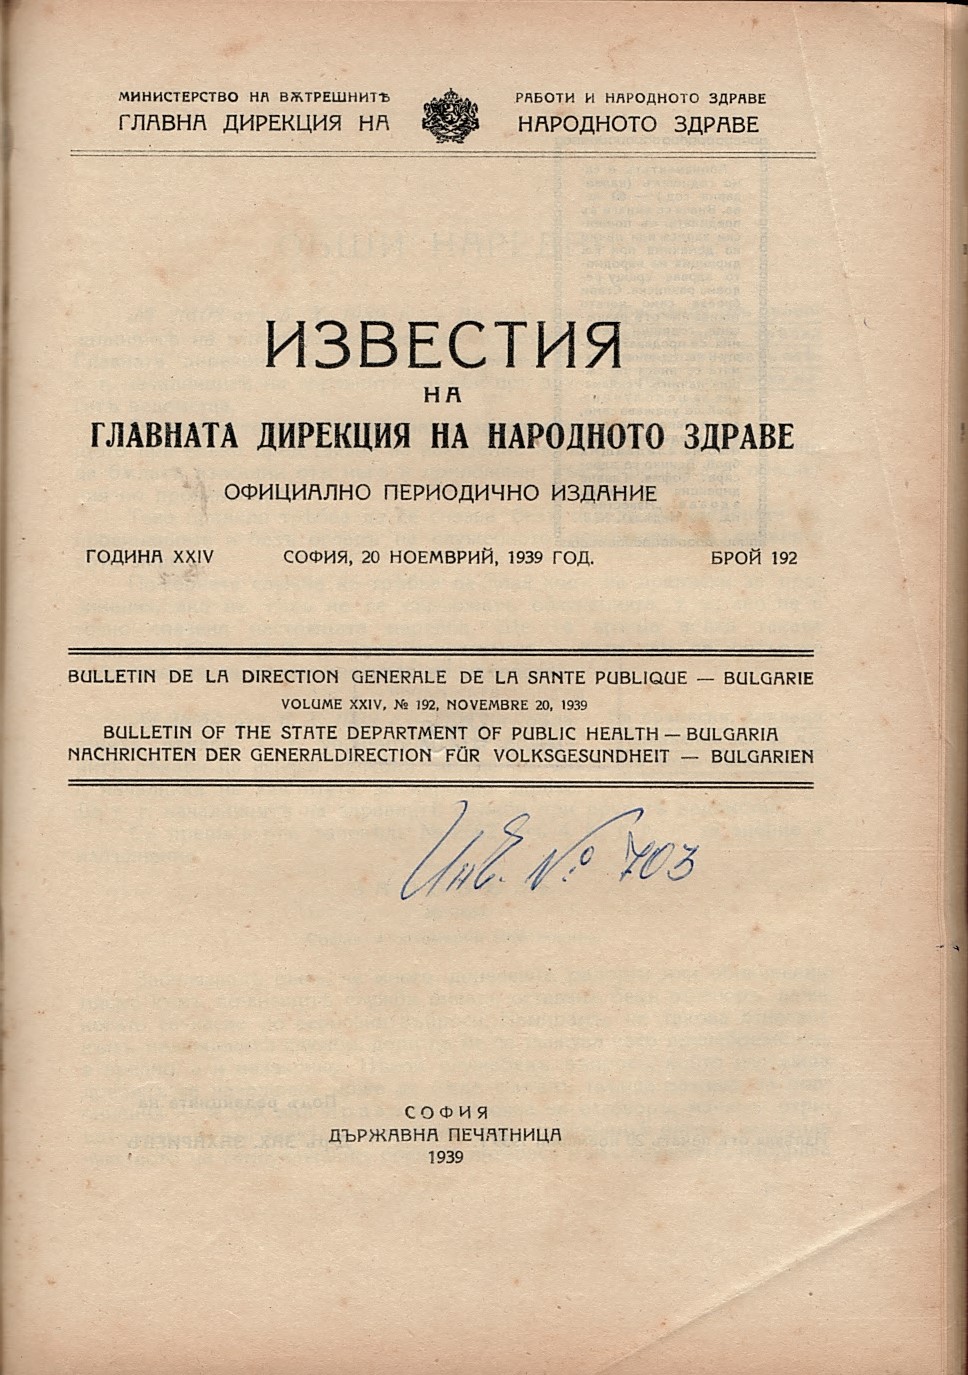 МИНИСТЕРСТВО НА ВѪТРЕШНИТѢ РАБОТИ И НАРОДНОТО ЗДРАВЕ
ГЛАВНА ДИРЕКЦИЯ НА НАРОДНОТО ЗДРАВЕ
ИЗВЕСТИЯ
НА
ГЛАВНАТА ДИРЕКЦИЯ НА НАРОДНОТО ЗДРАВЕ
ОФИЦИАЛНО ПЕРИОДИЧНО ИЗДАНИЕ
ГОДИНА XXIV СОФИЯ, 20 НОЕМВРИЙ, 1939 ГОД. БРОЙ 192
BULLETIN DE LA DIRECTION GENERALE DE LA SANTE PUBLIQUE — BULGARIE
VOLUME XXIV, № 192, NOVEMBRE 20, 1939
BULLETIN OF THE STATE DEPARTMENT OF PUBLIC HEALTH — BULGARIA
NACHRICHTEN DER GENERALDIRECTION FÜR VOLKSGESUNDHEIT — BULGARIEN
Инв. № 703
СОФИЯ
ДЪРЖАВНА ПЕЧАТНИЦА
1939